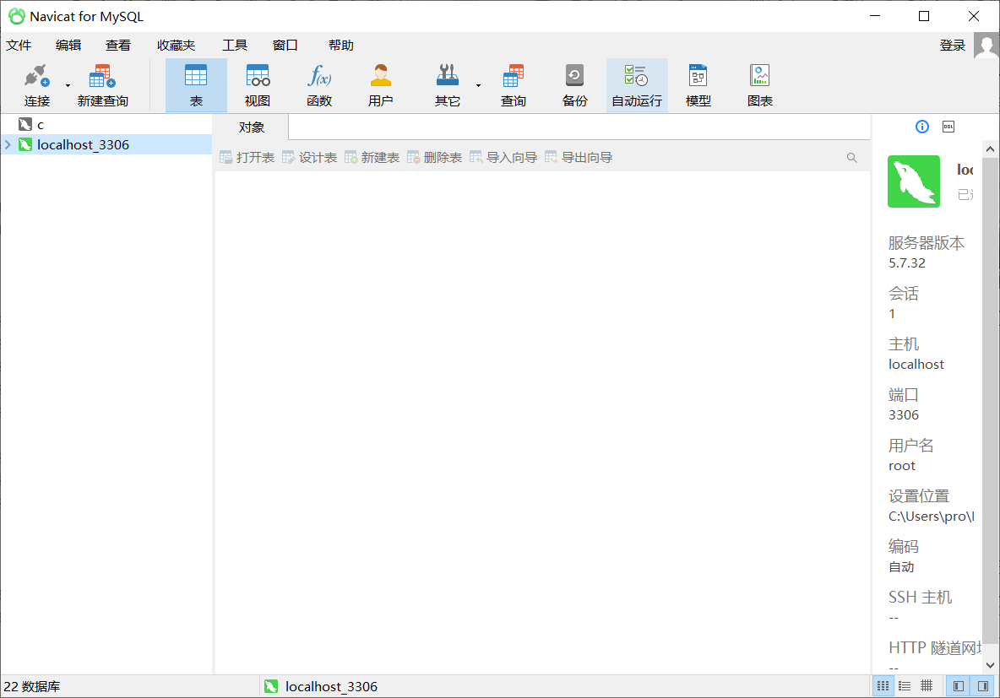 Navicat for MySQL
文件 编辑 查看 收藏夹 工具 窗口 帮助 登录
连接 新建查询 表 视图 函数 用户 其它 查询 备份 自动运行 模型 图表
c
localhost_3306
对象
打开表 设计表 新建表 删除表 导入向导 导出向导
DDL
loc
已
服务器版本
5.7.32
会话
1
主机
localhost
端口
3306
用户名
root
设置位置
C:\Users\pro\
编码
自动
SSH 主机
--
HTTP 隧道网
--
22 数据库 localhost_3306